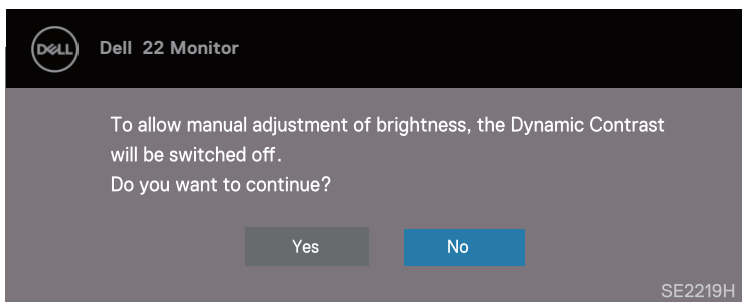 DELL
Dell 22 Monitor
To allow manual adjustment of brightness, the Dynamic Contrast
will be switched off.
Do you want to continue?
Yes No
SE2219H